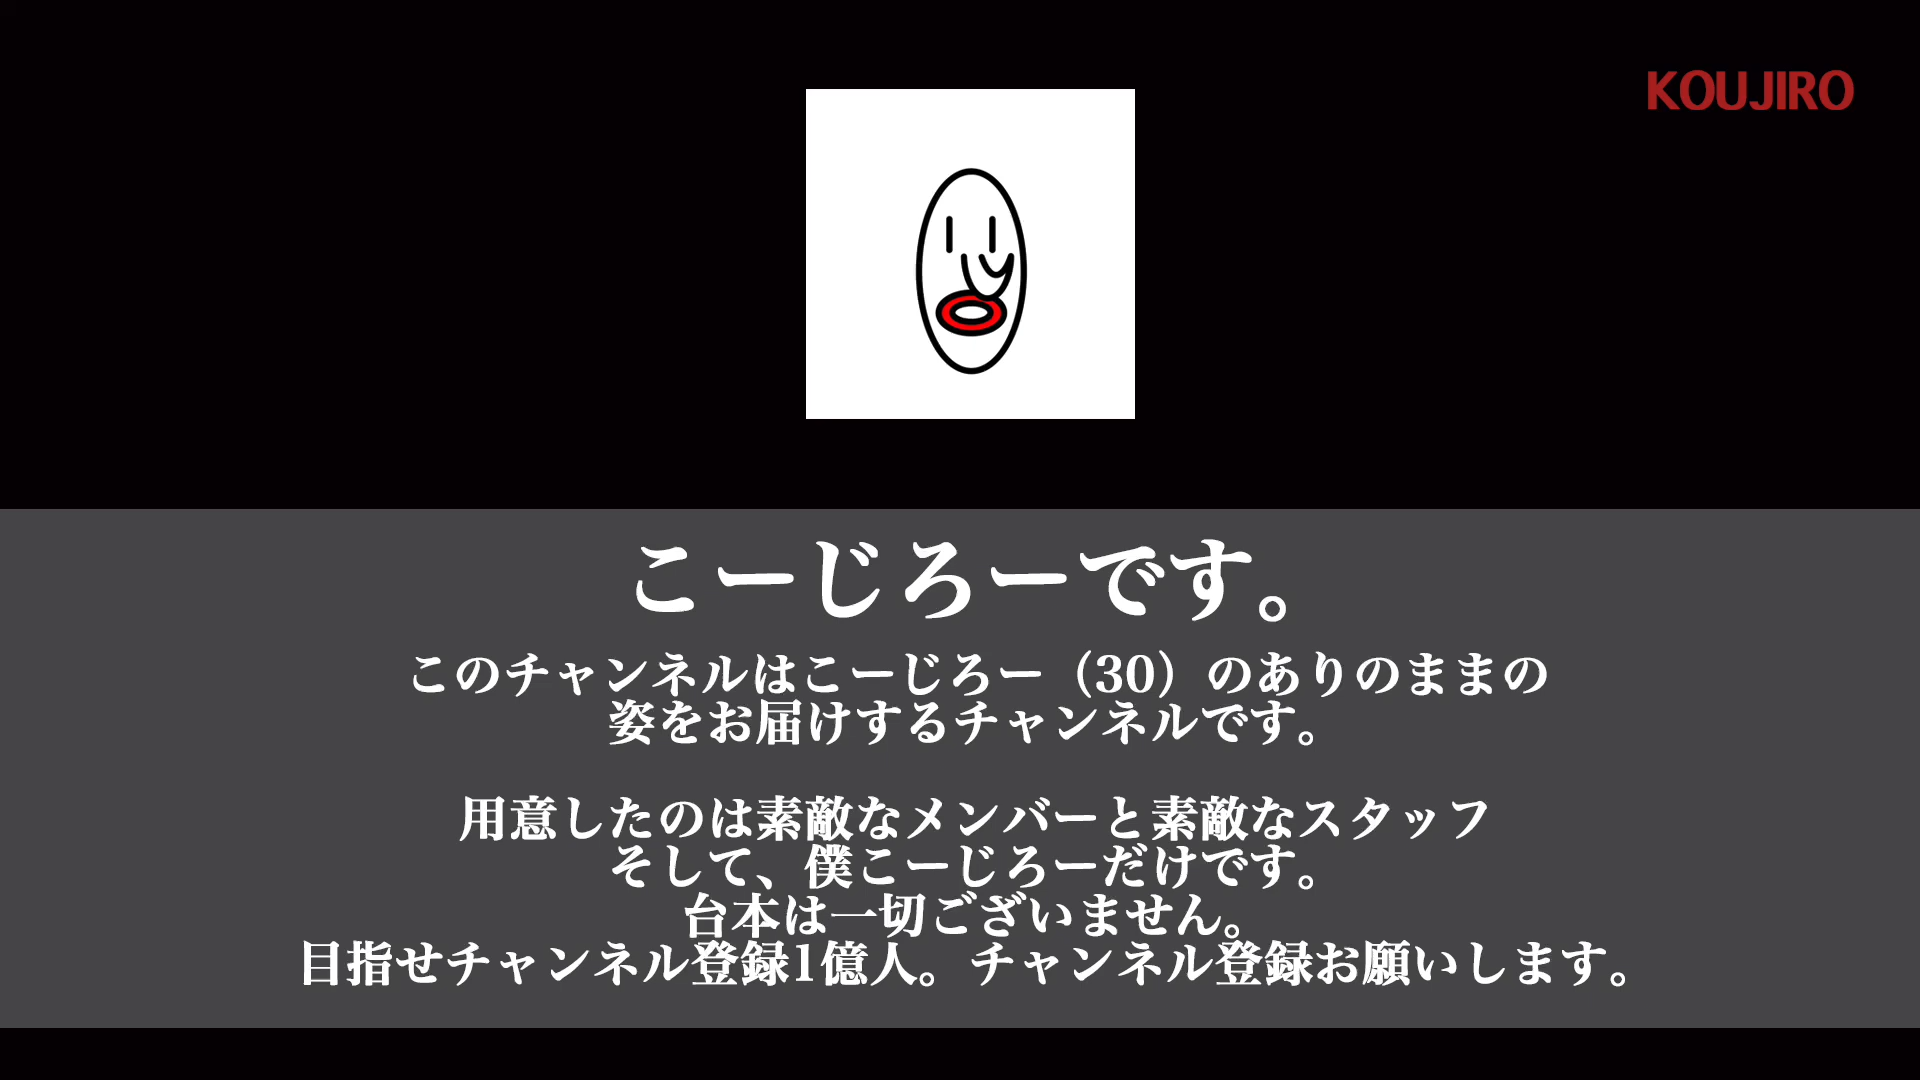 KOUJIRO
こーじろーです。
このチャンネルはこーじろー（30）のありのままの
姿をお届けするチャンネルです。
用意したのは素敵なメンバーと素敵なスタッフ
そして、僕こーじろーだけです。
台本は一切ございません。
目指せチャンネル登録1億人。チャンネル登録お願いします。